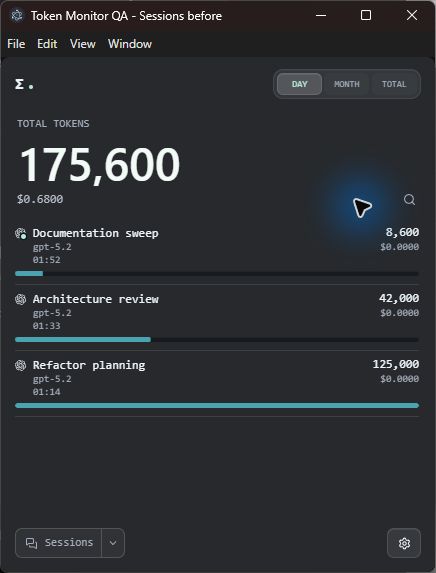 Token Monitor QA - Sessions before
File Edit View Window
Σ.
DAY MONTH TOTAL
TOTAL TOKENS
175,600
$0.6800
Documentation sweep 8,600
gpt-5.2 $0.0000
01:52
Architecture review 42,000
gpt-5.2 $0.0000
01:33
Refactor planning 125,000
gpt-5.2 $0.0000
01:14
Sessions